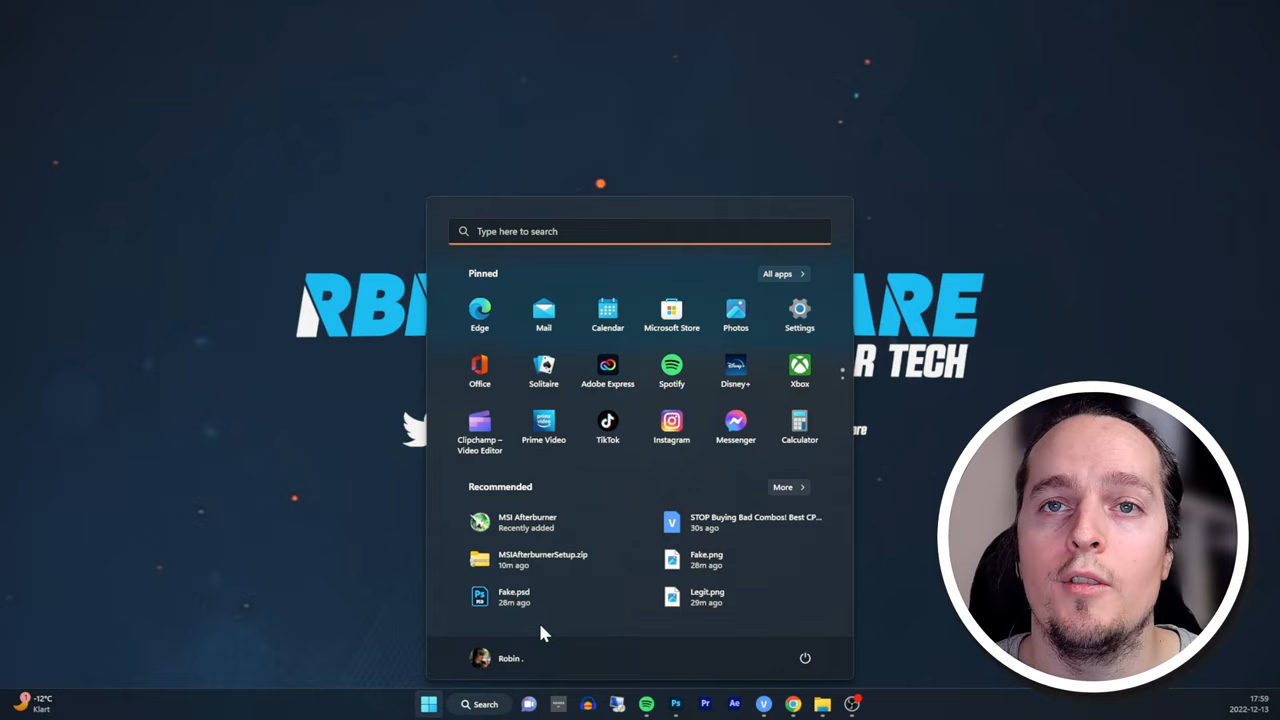 Type here to search
Pinned
All apps
Edge
Mail
Calendar
Microsoft Store
Photos
Settings
Office
Solitaire
Adobe Express
Spotify
Disney+
Xbox
Clipchamp –
Video Editor
Prime Video
TikTok
Instagram
Messenger
Calculator
Recommended
More
MSI Afterburner
Recently added
STOP Buying Bad Combos! Best CP...
30s ago
MSIAfterburnerSetup.zip
10m ago
Fake.png
28m ago
Fake.psd
28m ago
Legit.png
29m ago
Robin .
RB
ARE
R TECH
are
-12°C
Klart
Search
17:59
2022-12-13